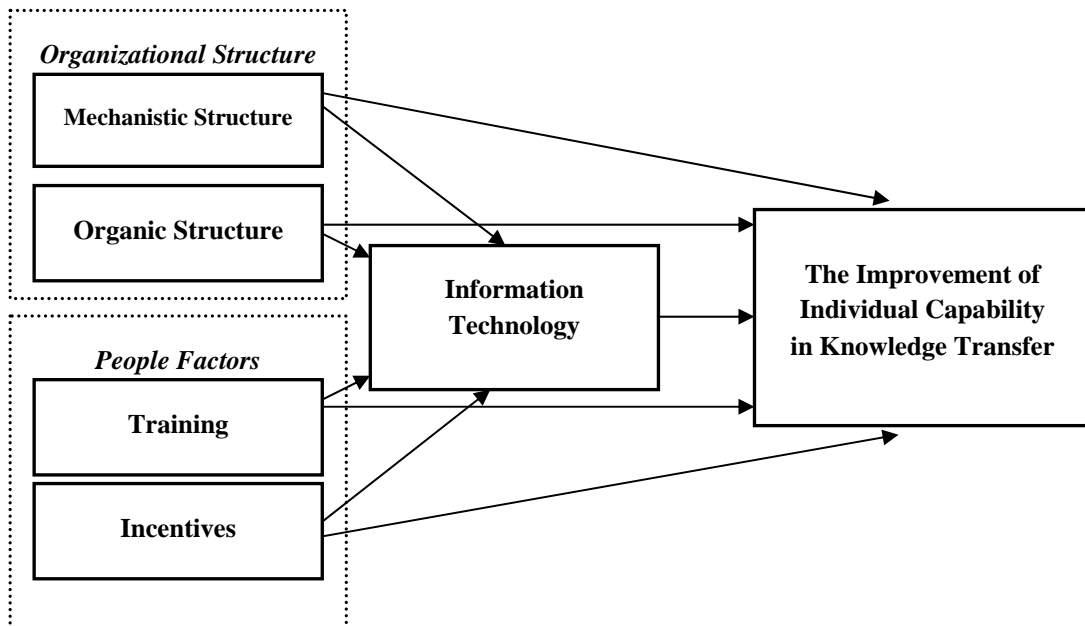 Organizational Structure
Mechanistic Structure
Organic Structure
People Factors
Training
Incentives
Information
Technology
The Improvement of
Individual Capability
in Knowledge Transfer